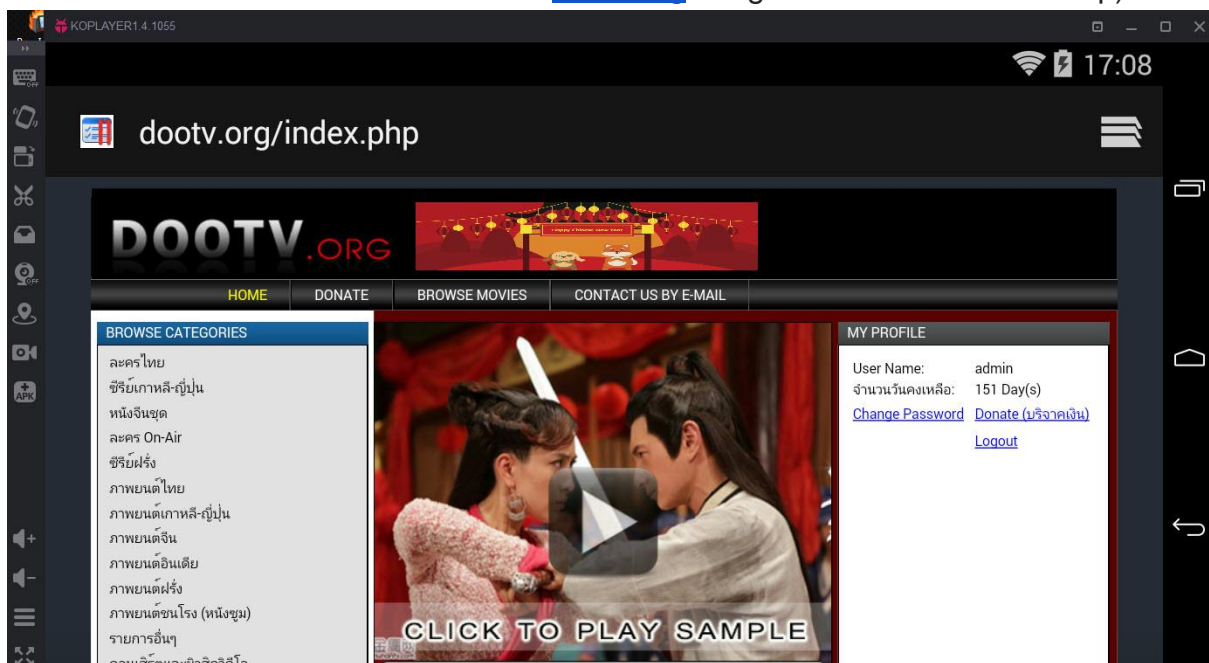 KOPLAYER1.4.1055
17:08
dootv.org/index.php
DOOTV.ORG
HOME DONATE BROWSE MOVIES CONTACT US BY E-MAIL
BROWSE CATEGORIES
ละครไทย
ซีรีย์เกาหลี-ญี่ปุ่น
หนังจีนชุด
ละคร On-Air
ซีรีย์ฝรั่ง
ภาพยนต์ไทย
ภาพยนต์เกาหลี-ญี่ปุ่น
ภาพยนต์จีน
ภาพยนต์อินเดีย
ภาพยนต์ฝรั่ง
ภาพยนต์ชนโรง (หนังซูม)
รายการอื่นๆ
CLICK TO PLAY SAMPLE
MY PROFILE
User Name: admin
จำนวนวันคงเหลือ: 151 Day(s)
Change Password Donate (บริจาคเงิน)
Logout
OFF
OFF
APK